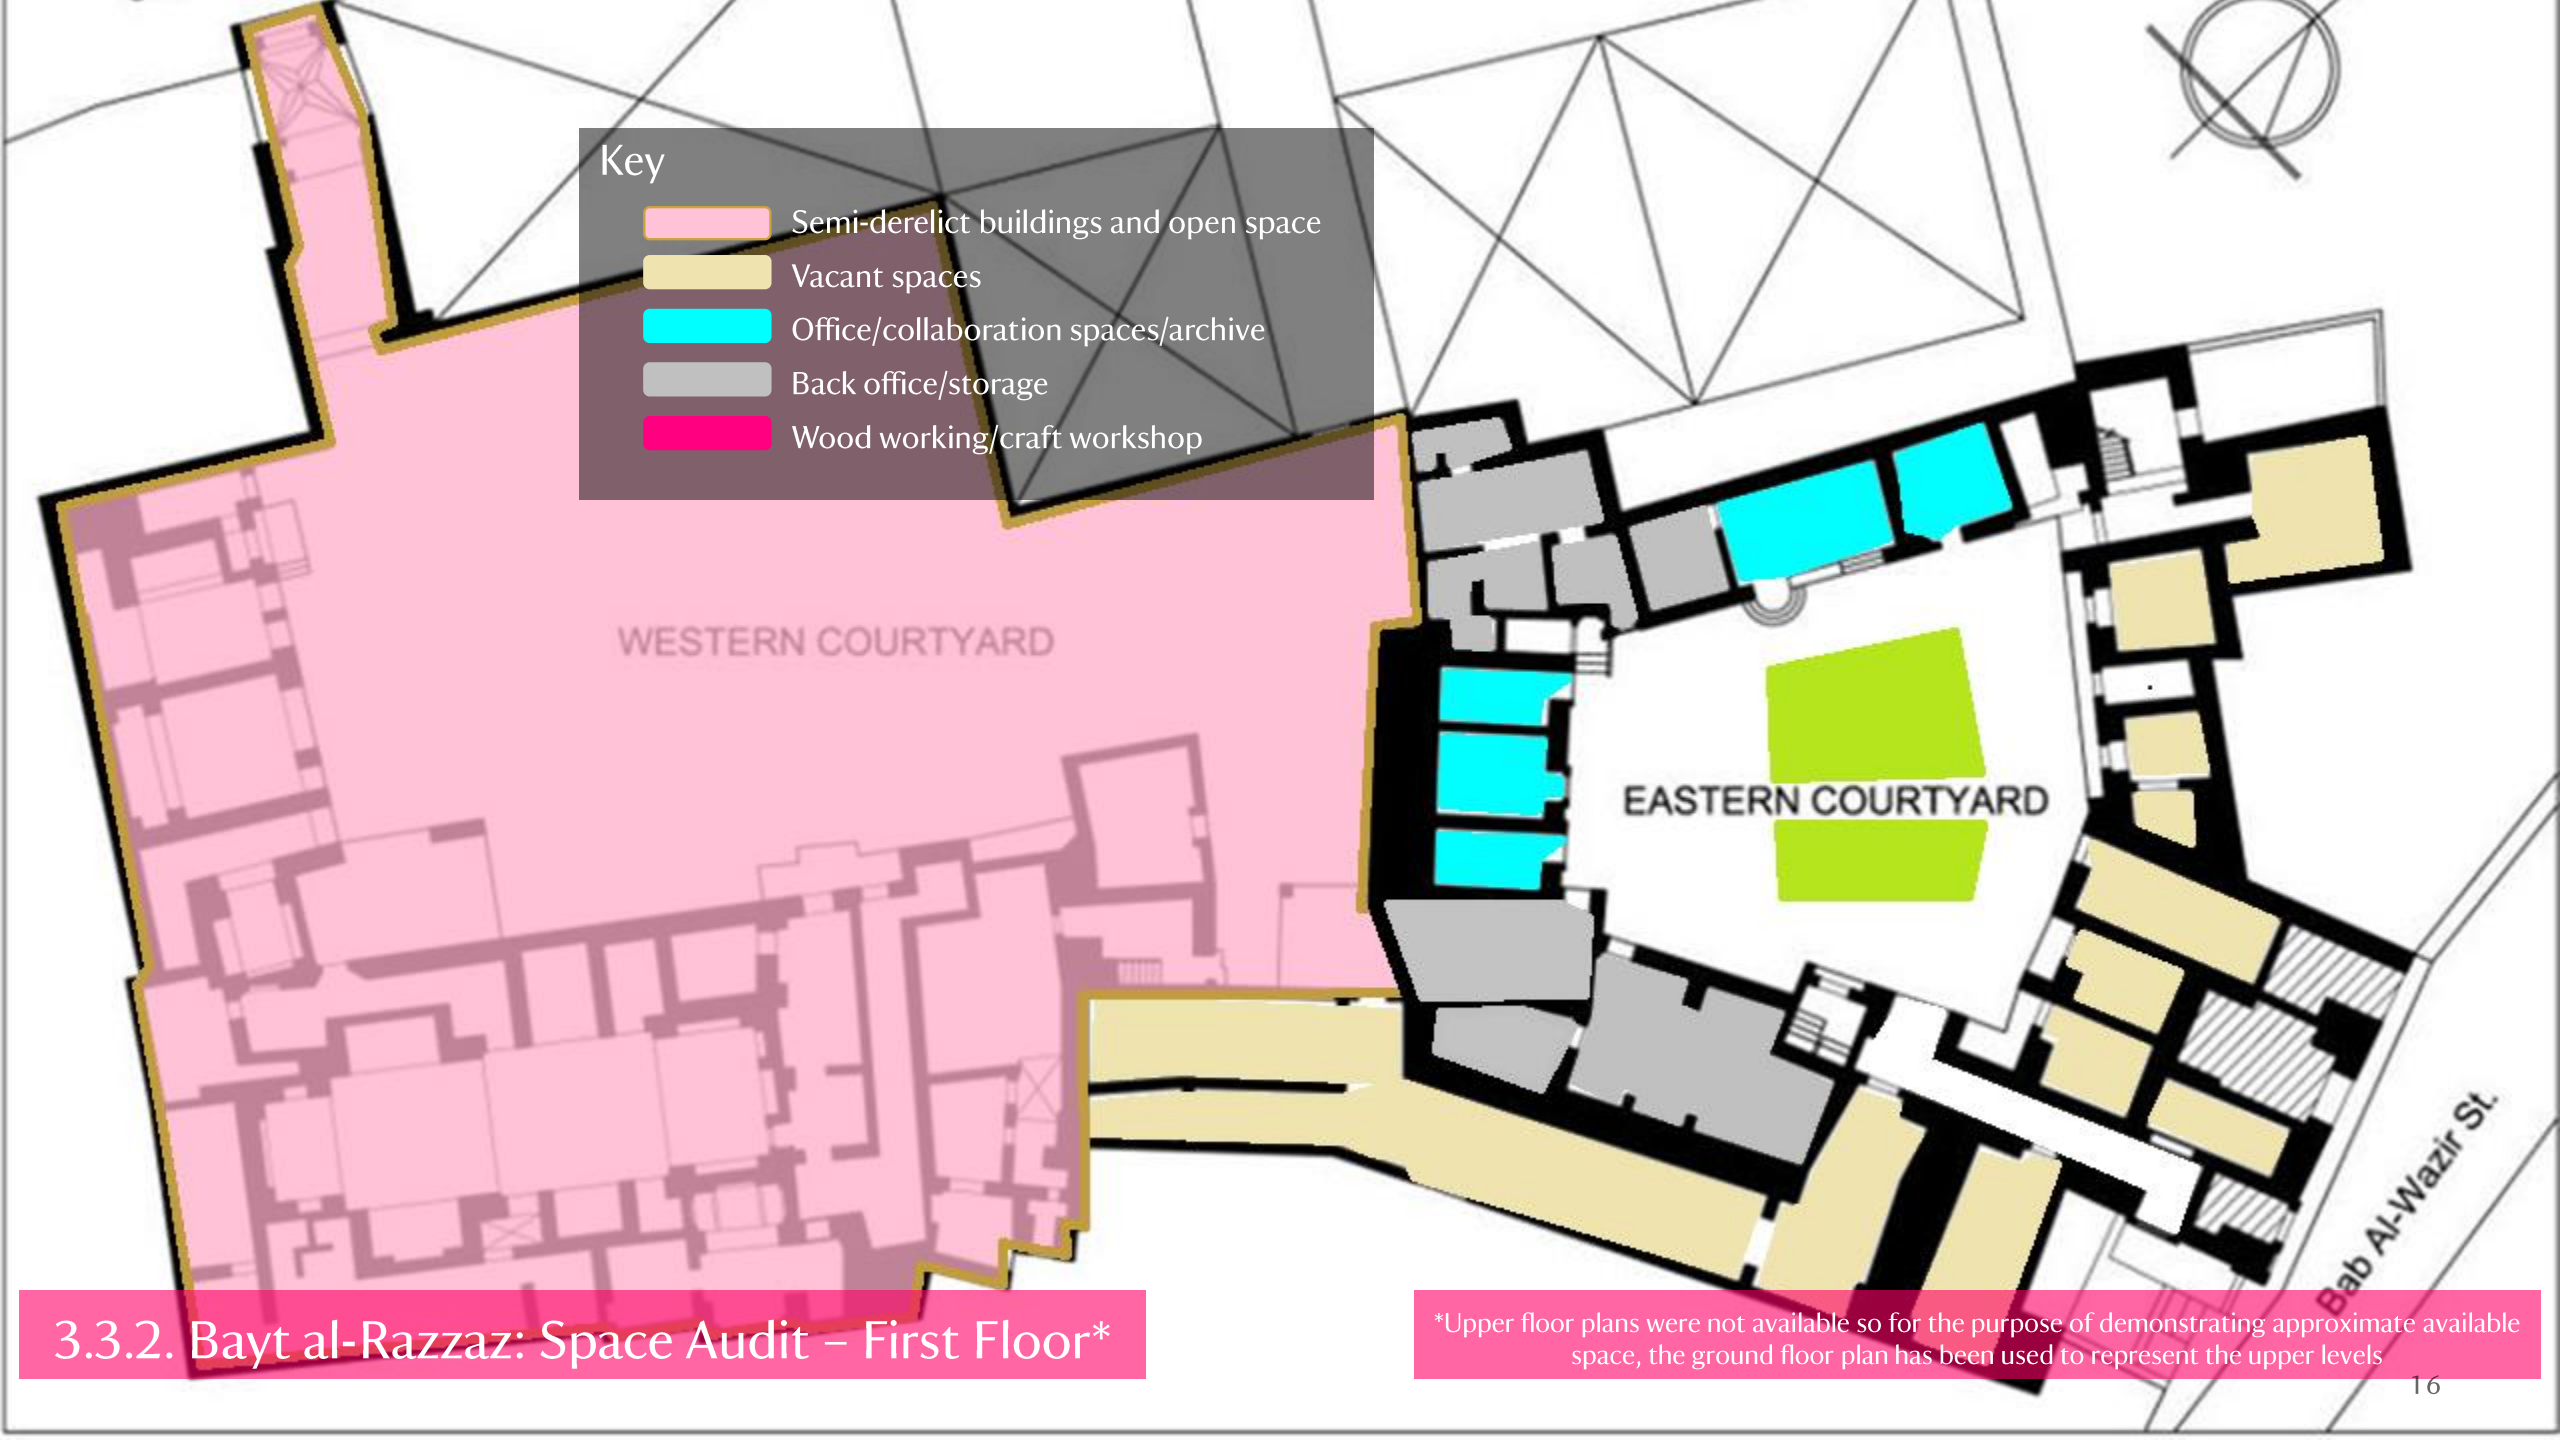 Key
Semi-derelict buildings and open space
Vacant spaces
Office/collaboration spaces/archive
Back office/storage
Wood working/craft workshop
WESTERN COURTYARD
EASTERN COURTYARD
Bab Al-Wazir St.
3.3.2. Bayt al-Razzaz: Space Audit – First Floor*
*Upper floor plans were not available so for the purpose of demonstrating approximate available
space, the ground floor plan has been used to represent the upper levels
16